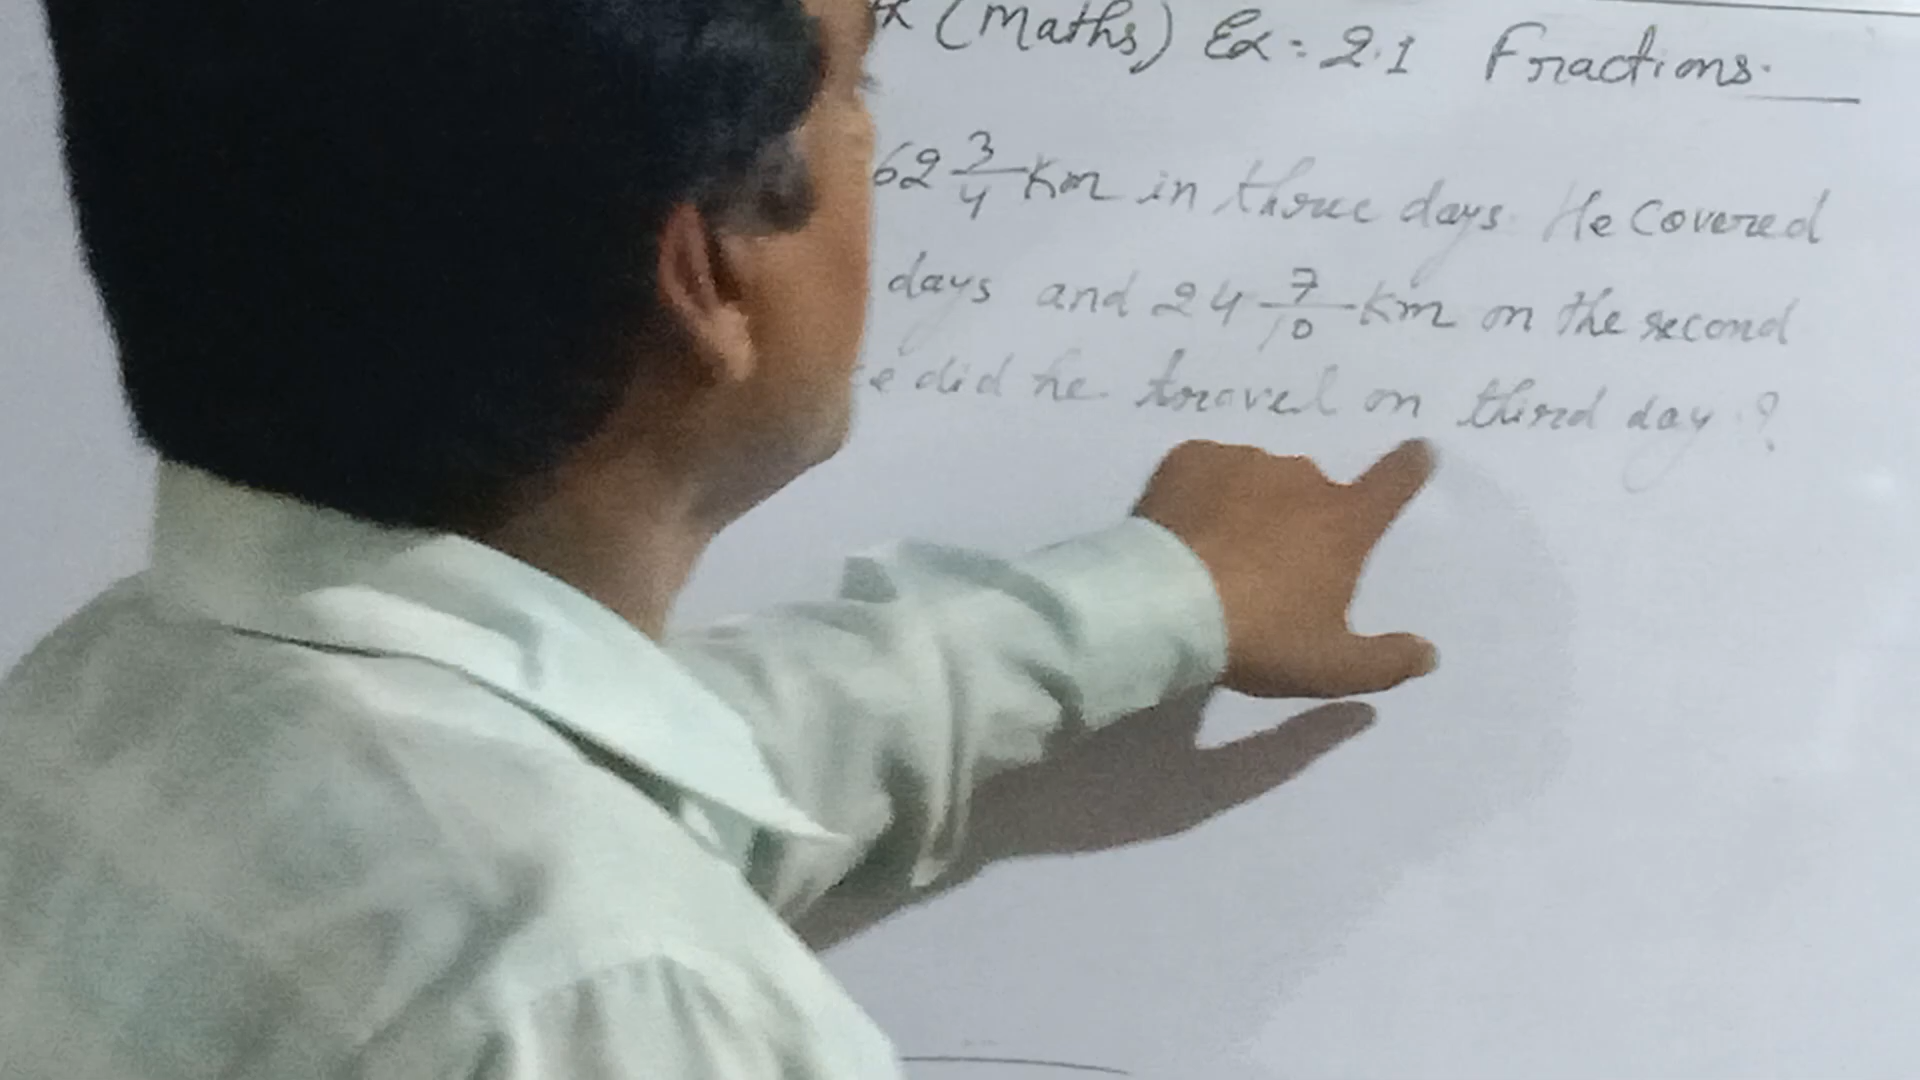 (Maths) Ex = 2.1 Fractions.
62 3/4 Km in three days. He Covered
days and 24 7/10 Km on the second
did he travel on third day ?